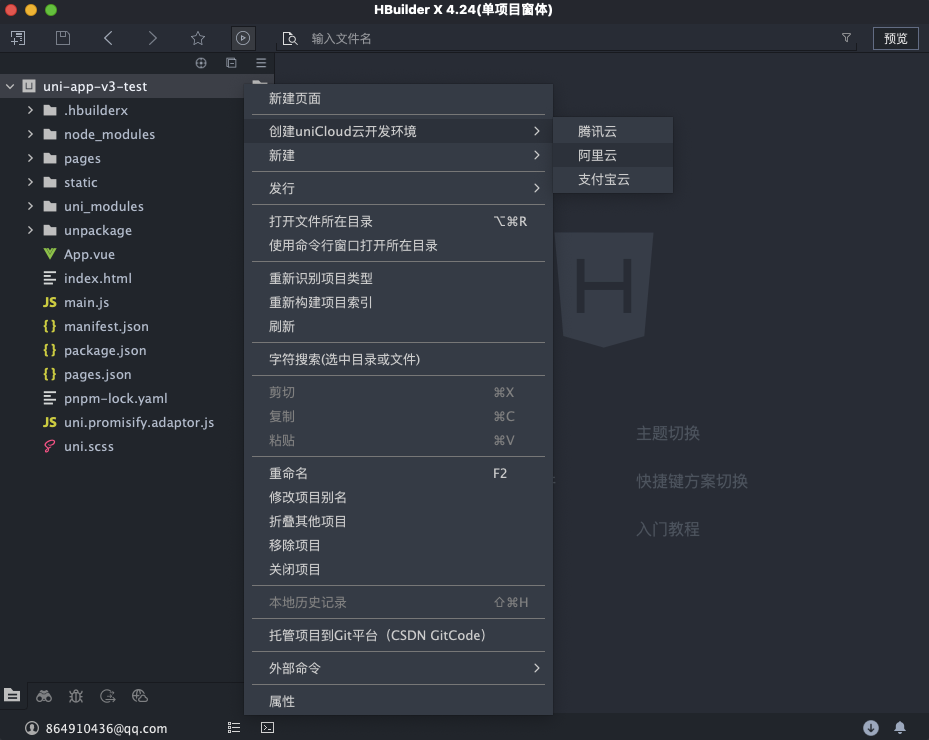 HBuilder X 4.24(单项目窗体)
输入文件名
预览
uni-app-v3-test
.hbuilderx
node_modules
pages
static
uni_modules
unpackage
App.vue
index.html
JS main.js
{ } manifest.json
{ } package.json
{ } pages.json
pnpm-lock.yaml
JS uni.promisify.adaptor.js
uni.scss
新建页面
创建uniCloud云开发环境
新建
发行
打开文件所在目录 ⌥⌘R
使用命令行窗口打开所在目录
重新识别项目类型
重新构建项目索引
刷新
字符搜索(选中目录或文件)
剪切 ⌘X
复制 ⌘C
粘贴 ⌘V
重命名 F2
修改项目别名
折叠其他项目
移除项目
关闭项目
本地历史记录 ⇧⌘H
托管项目到Git平台（CSDN GitCode）
外部命令
属性
腾讯云
阿里云
支付宝云
H
主题切换
快捷键方案切换
入门教程
864910436@qq.com